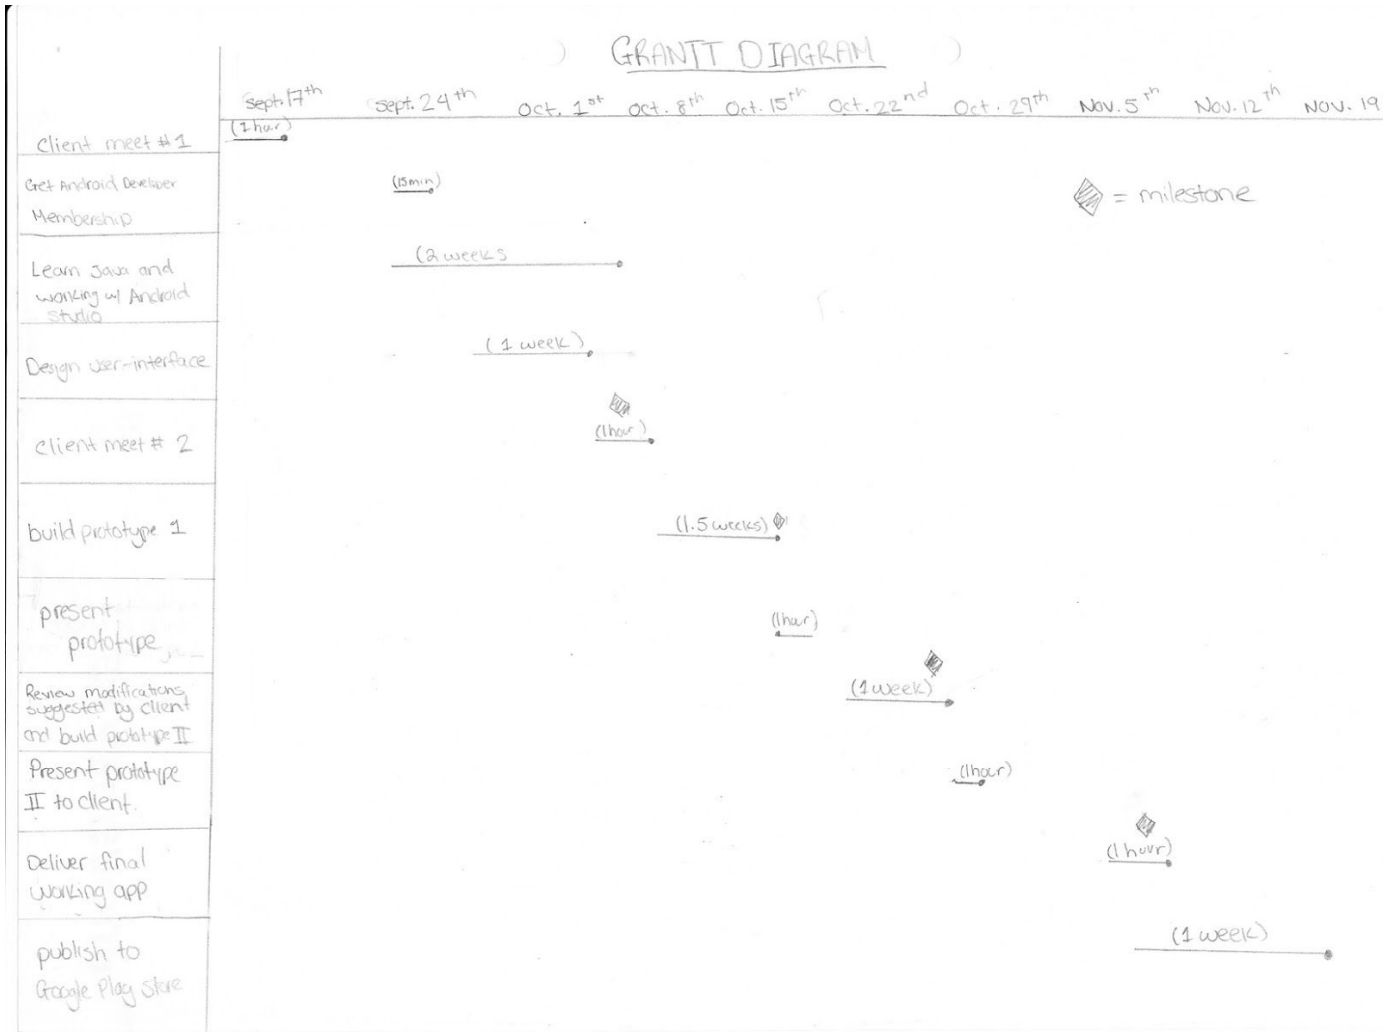 GRANTT DIAGRAM
Sept. 17th Sept. 24th Oct. 1st Oct. 8th Oct. 15th Oct. 22nd Oct. 29th Nov. 5th Nov. 12th Nov. 19
Client meet #1
(1 hur)
Get Android Developer
Membership
(15min)
= milestone
Learn Java and
working w/ Android
Studio
(2 weeks
Design user-interface
(1 week)
Client meet # 2
(1hour)
build prototype 1
(1.5 weeks)
present
prototype
(1hur)
Review modifications
suggested by client
and build prototype II
(1 week)
Present prototype
II to client.
(1hour)
Deliver final
working app
(1 hour)
publish to
Google Play Store
(1 week)